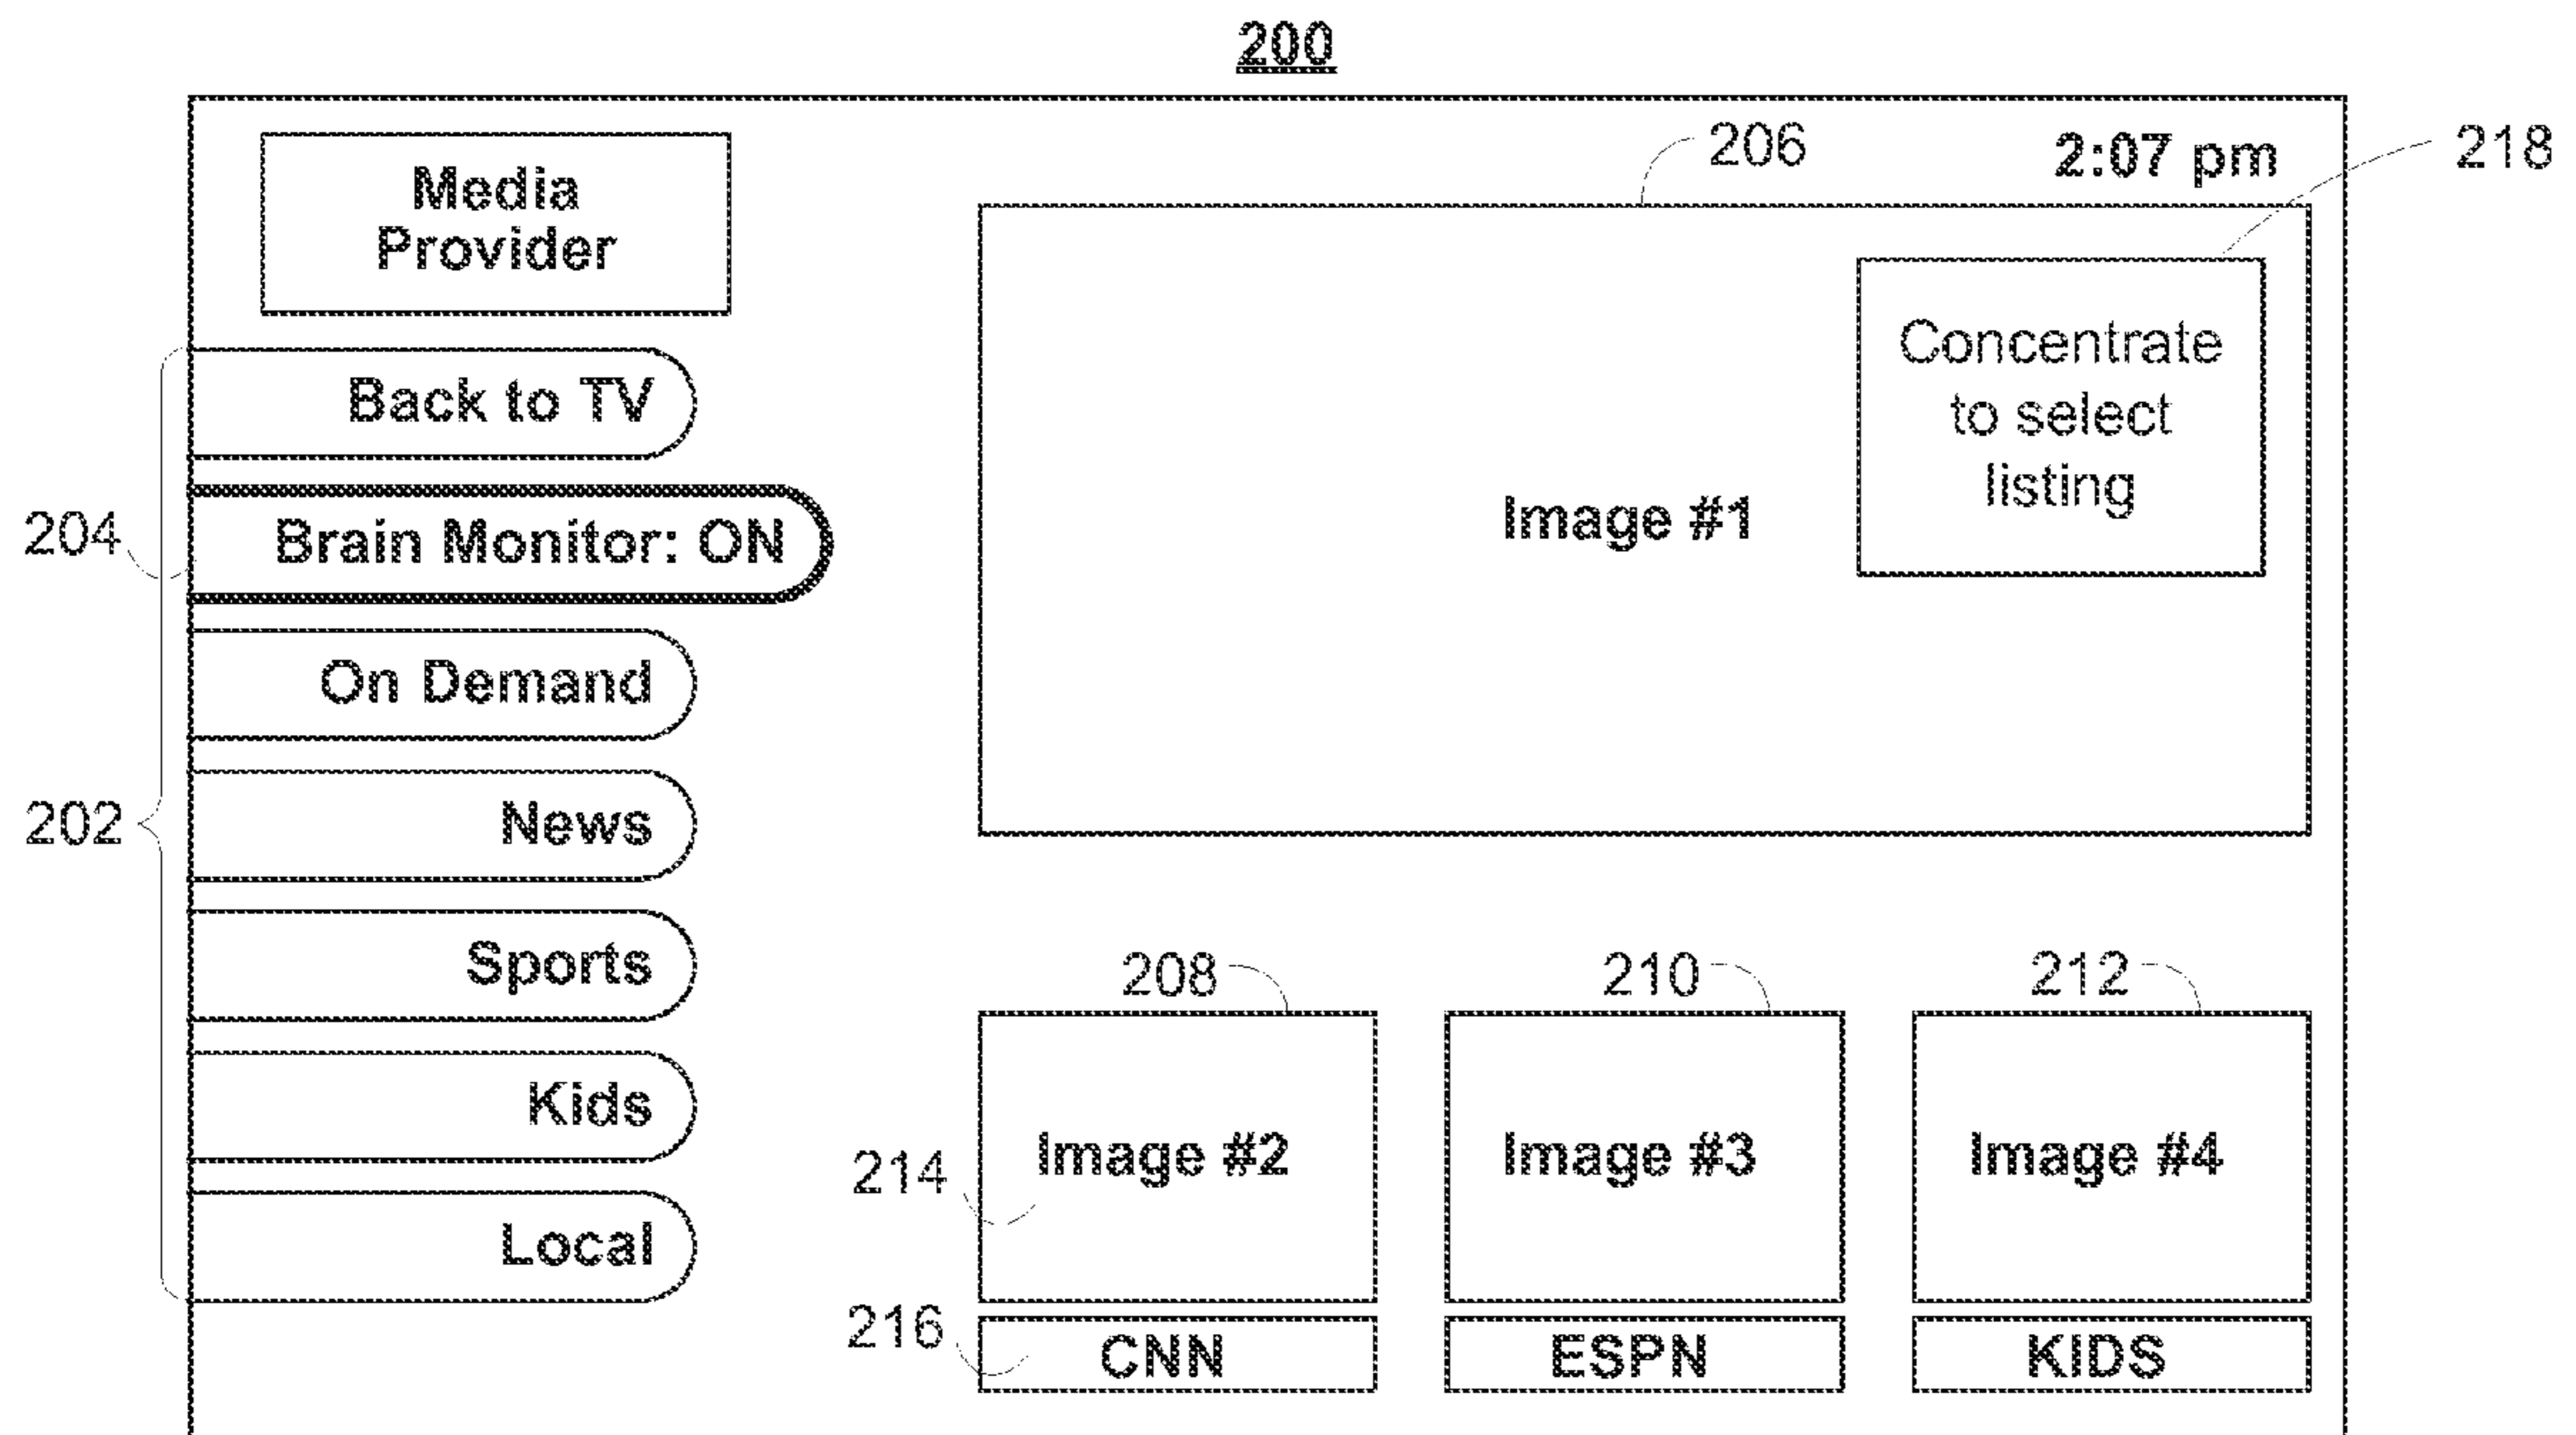 200
206
2:07 pm
218
Media
Provider
Concentrate
to select
listing
Back to TV
204
Brain Monitor: ON
Image #1
On Demand
202
News
Sports
208
210
212
Kids
214
Image #2
Image #3
Image #4
Local
216
CNN
ESPN
KIDS